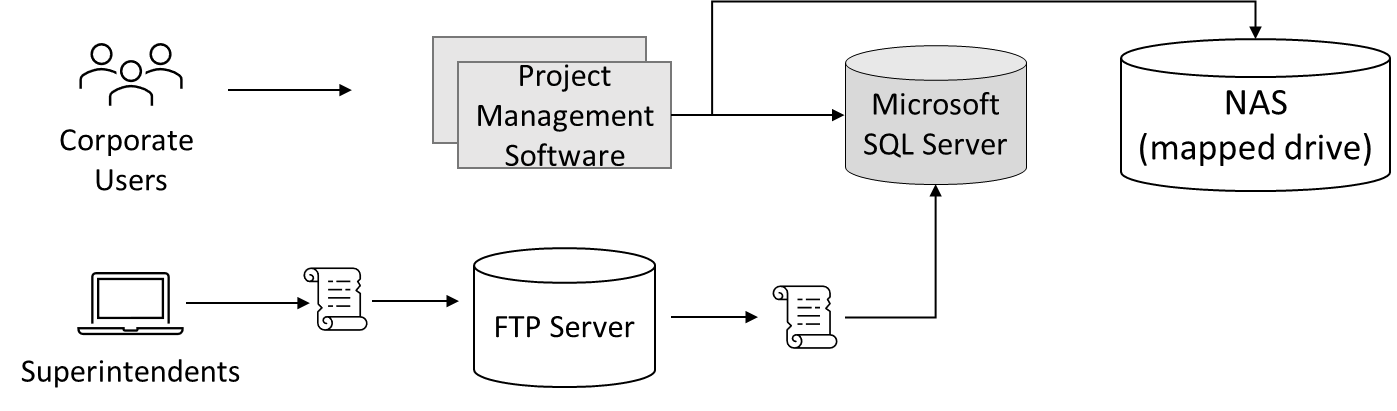 Corporate
Users
Project
Management
Software
Microsoft
SQL Server
NAS
(mapped drive)
Superintendents
FTP Server